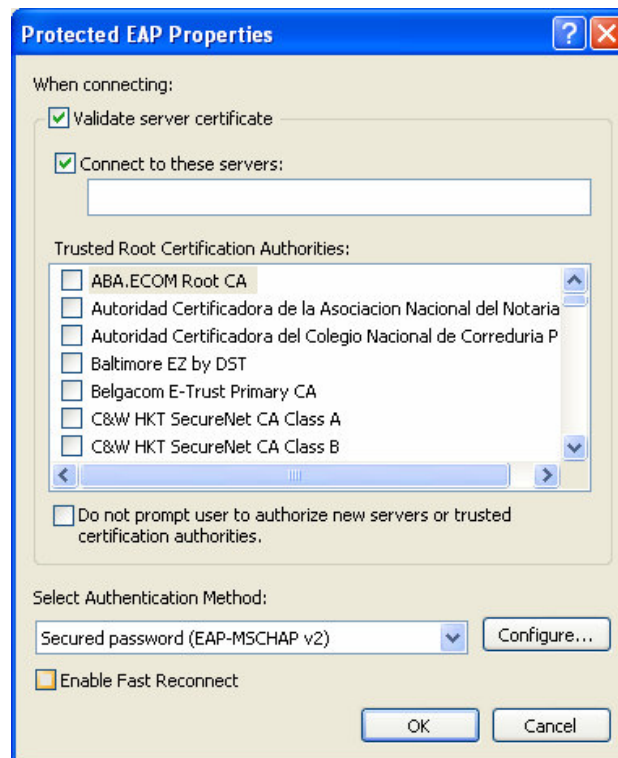 Protected EAP Properties
When connecting:
Validate server certificate
Connect to these servers:
Trusted Root Certification Authorities:
ABA.ECOM Root CA
Autoridad Certificadora de la Asociacion Nacional del Notaria
Autoridad Certificadora del Colegio Nacional de Correduria P
Baltimore EZ by DST
Belgacom E-Trust Primary CA
C&W HKT SecureNet CA Class A
C&W HKT SecureNet CA Class B
Do not prompt user to authorize new servers or trusted
certification authorities.
Select Authentication Method:
Secured password (EAP-MSCHAP v2) Configure...
Enable Fast Reconnect
OK Cancel